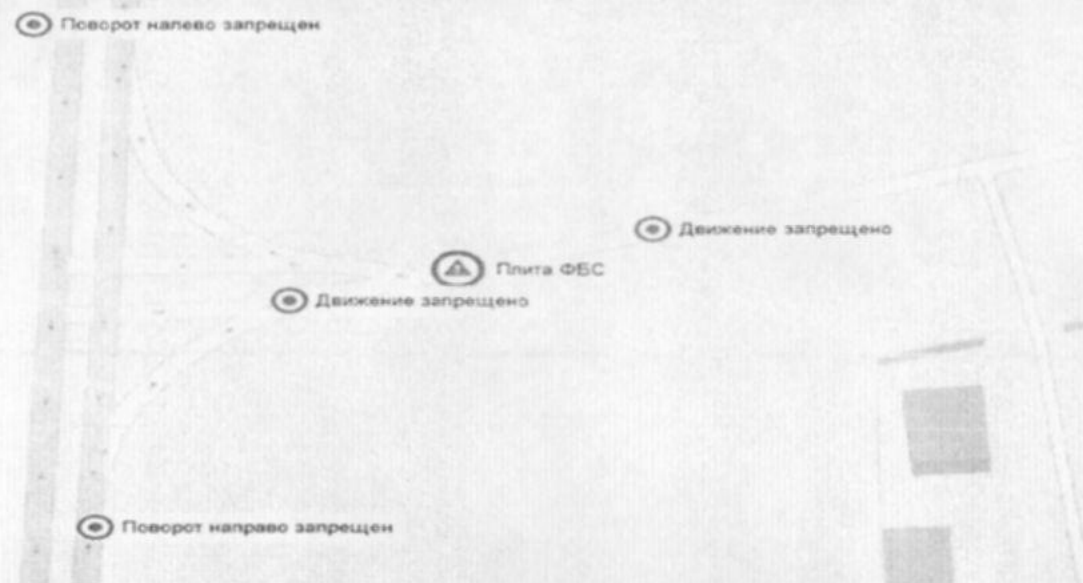 Поворот налево запрещен
Движение запрещено
Плита ФБС
Движение запрещено
Поворот направо запрещен